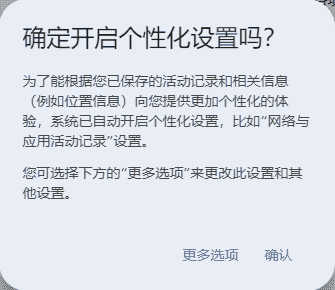 确定开启个性化设置吗？
为了能根据您已保存的活动记录和相关信息
（例如位置信息）向您提供更加个性化的体
验，系统已自动开启个性化设置，比如“网络与
应用活动记录”设置。
您可选择下方的“更多选项”来更改此设置和其
他设置。
更多选项 确认